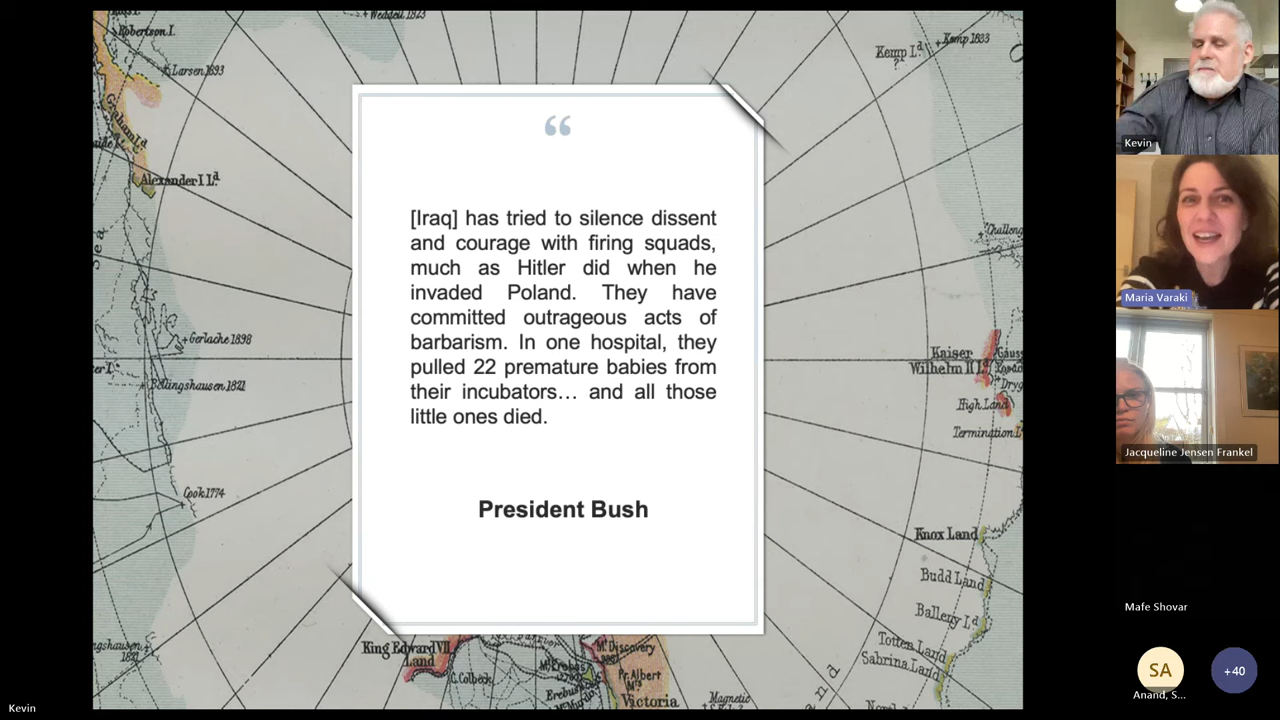 Weddell 1823
Robertson I.
Larsen 1893
Alexander I Ld
Gerlache 1898
Bellingshausen 1821
Cook 1774
Kemp Ld
?
Kemp 1833
“
[Iraq] has tried to silence dissent
and courage with firing squads,
much as Hitler did when he
invaded Poland. They have
committed outrageous acts of
barbarism. In one hospital, they
pulled 22 premature babies from
their incubators… and all those
little ones died.
President Bush
Kaiser
Wilhelm II Ld
High Land
Knox Land
Budd Land
Balleny Ld
Totten Land
Sabrina Land
King Edward VII
Land
C. Colbeck
Mt. Discovery
Pr. Albert
Mts
Victoria
Magnetic
Kevin
Maria Varaki
Jacqueline Jensen Frankel
Mafe Shovar
SA
Anand, S...
+40
Kevin